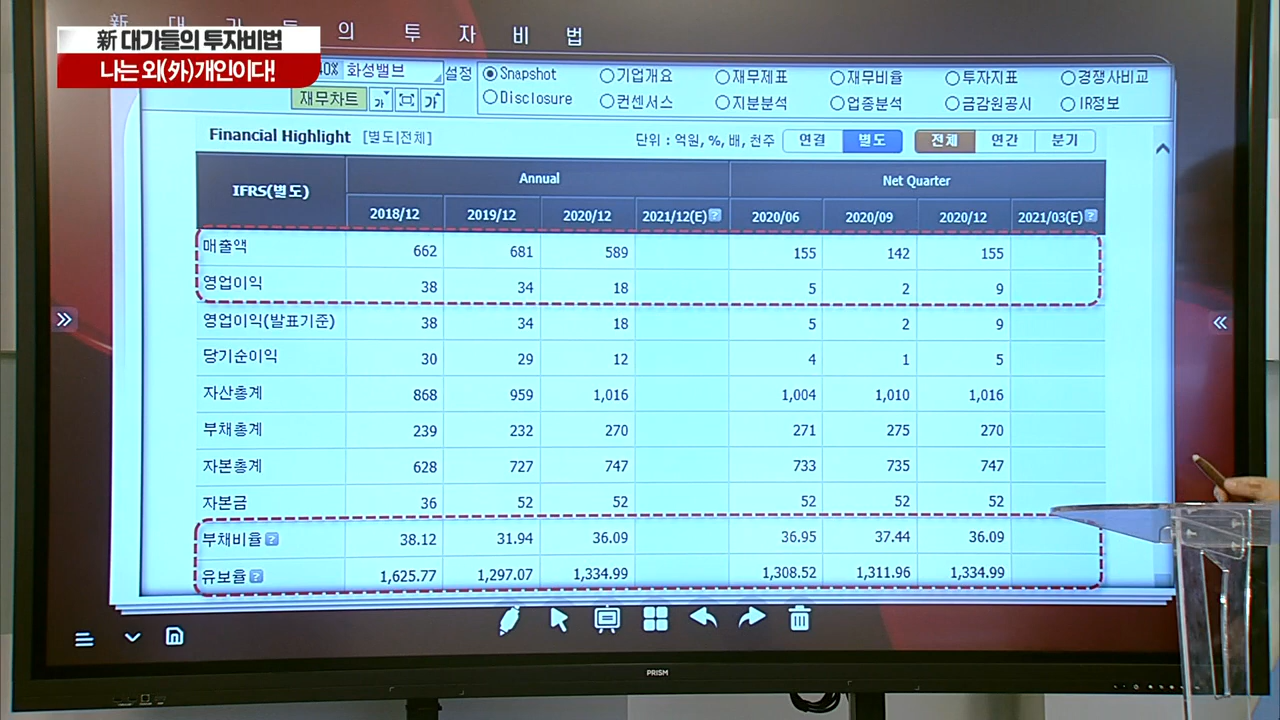 新 대 가 들 의 투 자 비 법
新 대가들의 투자비법
나는 외(外)개인이다!
화성밸브 설정 Snapshot 기업개요 재무제표 재무비율 투자지표 경쟁사비교
재무차트 가 가 Disclosure 컨센서스 지분분석 업종분석 금감원공시 IR정보
Financial Highlight [별도|전체] 단위 : 억원, %, 배, 천주 연결 별도 전체 연간 분기
IFRS(별도) Annual Net Quarter
2018/12 2019/12 2020/12 2021/12(E) 2020/06 2020/09 2020/12 2021/03(E)
매출액 662 681 589 155 142 155
영업이익 38 34 18 5 2 9
영업이익(발표기준) 38 34 18 5 2 9
당기순이익 30 29 12 4 1 5
자산총계 868 959 1,016 1,004 1,010 1,016
부채총계 239 232 270 271 275 270
자본총계 628 727 747 733 735 747
자본금 36 52 52 52 52 52
부채비율 38.12 31.94 36.09 36.95 37.44 36.09
유보율 1,625.77 1,297.07 1,334.99 1,308.52 1,311.96 1,334.99
PRISM